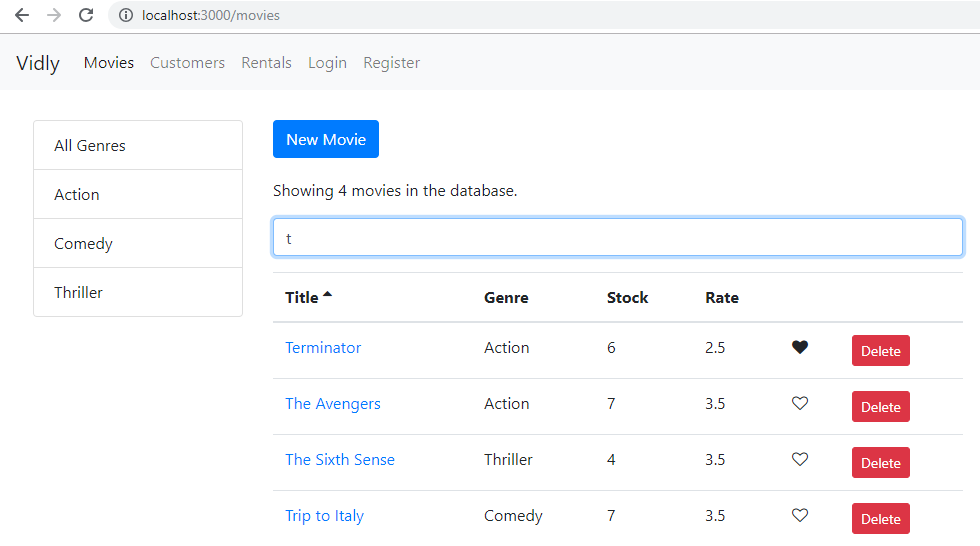 localhost:3000/movies
Vidly Movies Customers Rentals Login Register
All Genres
Action
Comedy
Thriller
New Movie
Showing 4 movies in the database.
t
Title Genre Stock Rate
Terminator Action 6 2.5 Delete
The Avengers Action 7 3.5 Delete
The Sixth Sense Thriller 4 3.5 Delete
Trip to Italy Comedy 7 3.5 Delete